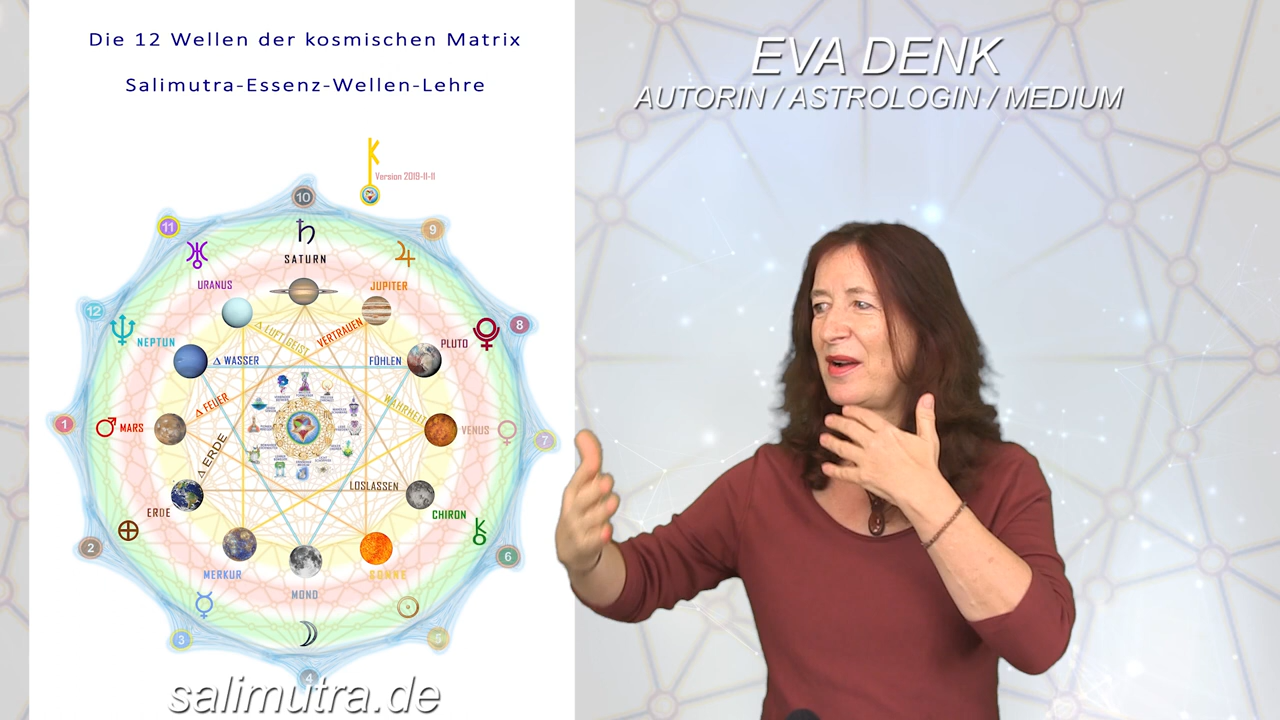 Die 12 Wellen der kosmischen Matrix
Salimutra-Essenz-Wellen-Lehre
EVA DENK
AUTORIN / ASTROLOGIN / MEDIUM
Version 2019-11-11
10
11
9
SATURN
URANUS
JUPITER
12
8
NEPTUN
PLUTO
Δ LUFT GEIST
VERTRAUEN
Δ WASSER
FÜHLEN
Δ FEUER
WAHRHEIT
1
MARS
VENUS
7
Δ ERDE
LOSLASSEN
ERDE
CHIRON
2
6
MERKUR
SONNE
MOND
3
5
4
salimutra.de